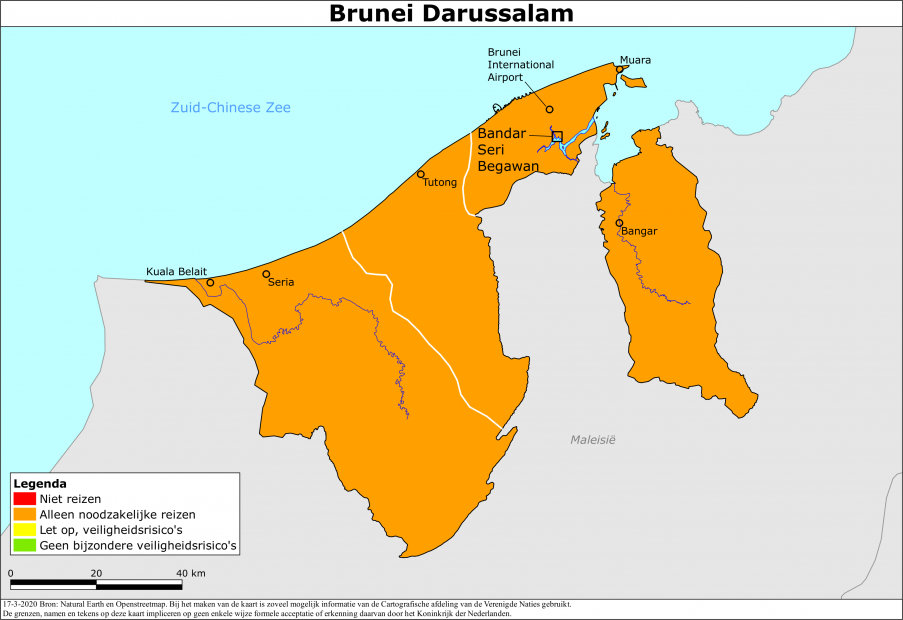 Brunei Darussalam
Brunei
International
Airport
Muara
Zuid-Chinese Zee
Bandar
Seri
Begawan
Tutong
Bangar
Kuala Belait
Seria
Maleisië
Legenda
Niet reizen
Alleen noodzakelijke reizen
Let op, veiligheidsrisico's
Geen bijzondere veiligheidsrisico's
0 20 40 km
17-3-2020 Bron: Natural Earth en Openstreetmap. Bij het maken van de kaart is zoveel mogelijk informatie van de Cartografische afdeling van de Verenigde Naties gebruikt.
De grenzen, namen en tekens op deze kaart impliceren op geen enkele wijze formele acceptatie of erkenning daarvan door het Koninkrijk der Nederlanden.